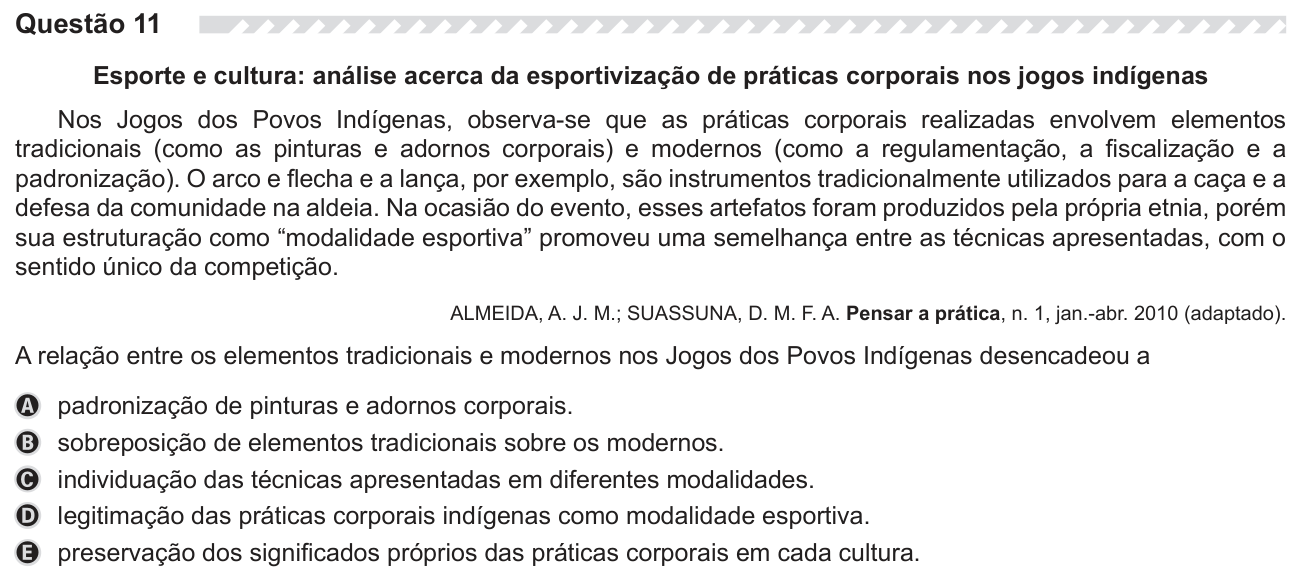 Questão 11
Esporte e cultura: análise acerca da esportivização de práticas corporais nos jogos indígenas
Nos Jogos dos Povos Indígenas, observa-se que as práticas corporais realizadas envolvem elementos
tradicionais (como as pinturas e adornos corporais) e modernos (como a regulamentação, a fiscalização e a
padronização). O arco e flecha e a lança, por exemplo, são instrumentos tradicionalmente utilizados para a caça e a
defesa da comunidade na aldeia. Na ocasião do evento, esses artefatos foram produzidos pela própria etnia, porém
sua estruturação como “modalidade esportiva” promoveu uma semelhança entre as técnicas apresentadas, com o
sentido único da competição.
ALMEIDA, A. J. M.; SUASSUNA, D. M. F. A. Pensar a prática, n. 1, jan.-abr. 2010 (adaptado).
A relação entre os elementos tradicionais e modernos nos Jogos dos Povos Indígenas desencadeou a
A padronização de pinturas e adornos corporais.
B sobreposição de elementos tradicionais sobre os modernos.
C individuação das técnicas apresentadas em diferentes modalidades.
D legitimação das práticas corporais indígenas como modalidade esportiva.
E preservação dos significados próprios das práticas corporais em cada cultura.